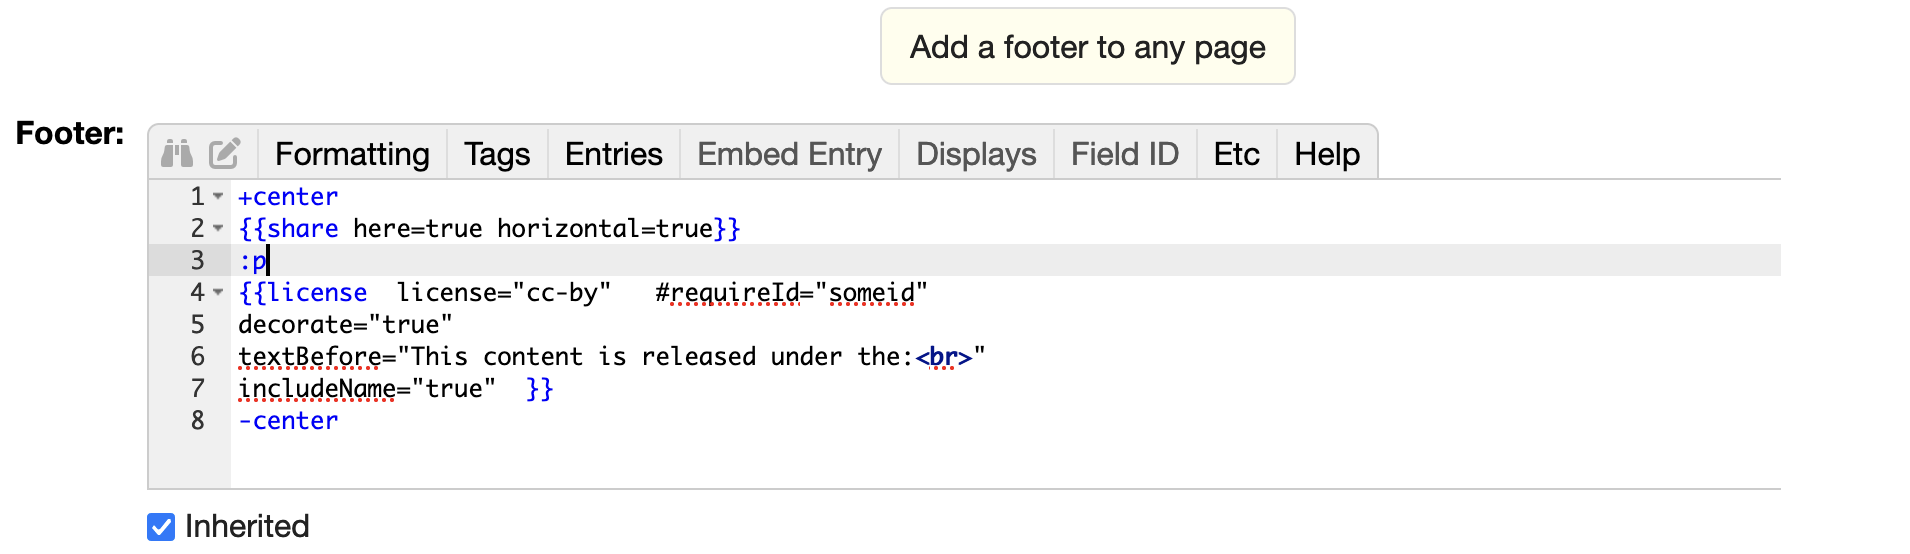 Add a footer to any page
Footer:
Formatting Tags Entries Embed Entry Displays Field ID Etc Help
1 +center
2 {{share here=true horizontal=true}}
3 :p
4 {{license  license="cc-by"   #requireId="someid"
5 decorate="true"
6 textBefore="This content is released under the:<br>"
7 includeName="true"  }}
8 -center
Inherited